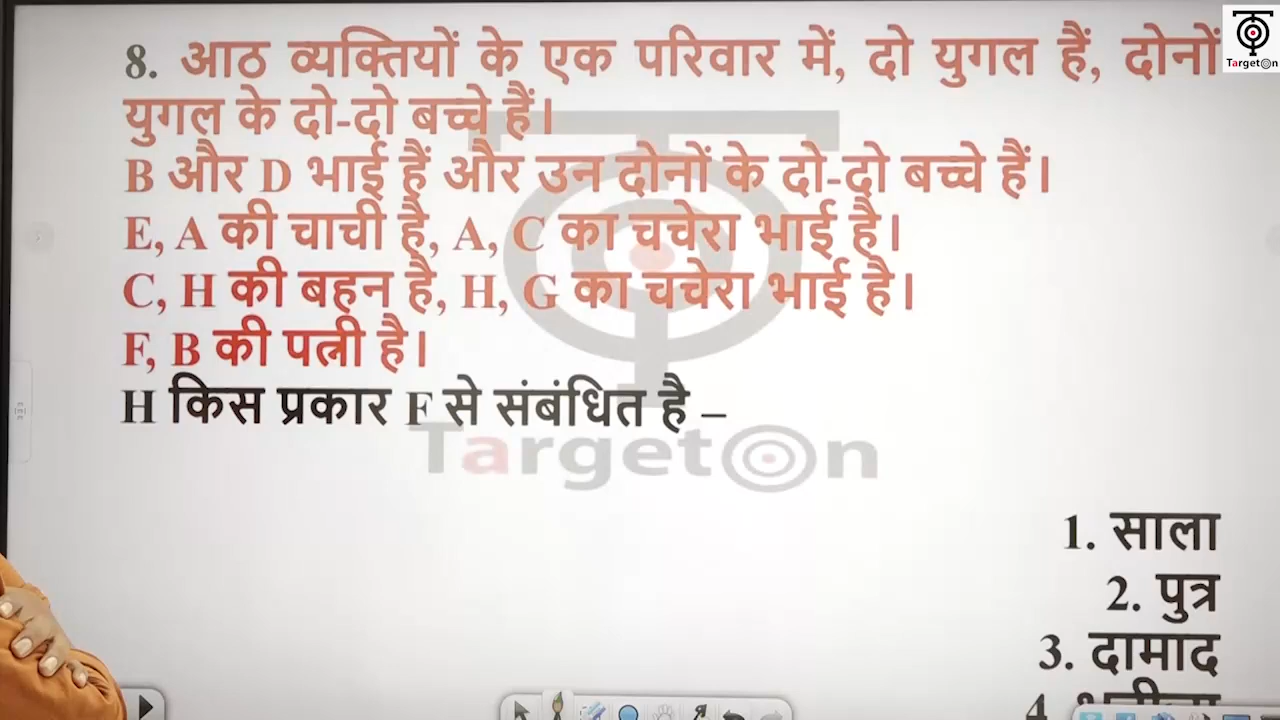 8. आठ व्यक्तियों के एक परिवार में, दो युगल हैं, दोनों
युगल के दो-दो बच्चे हैं।
B और D भाई हैं और उन दोनों के दो-दो बच्चे हैं।
E, A की चाची है, A, C का चचेरा भाई है।
C, H की बहन है, H, G का चचेरा भाई है।
F, B की पत्नी है।
H किस प्रकार F से संबंधित है –
1. साला
2. पुत्र
3. दामाद
4.
TargetOn
TargetOn